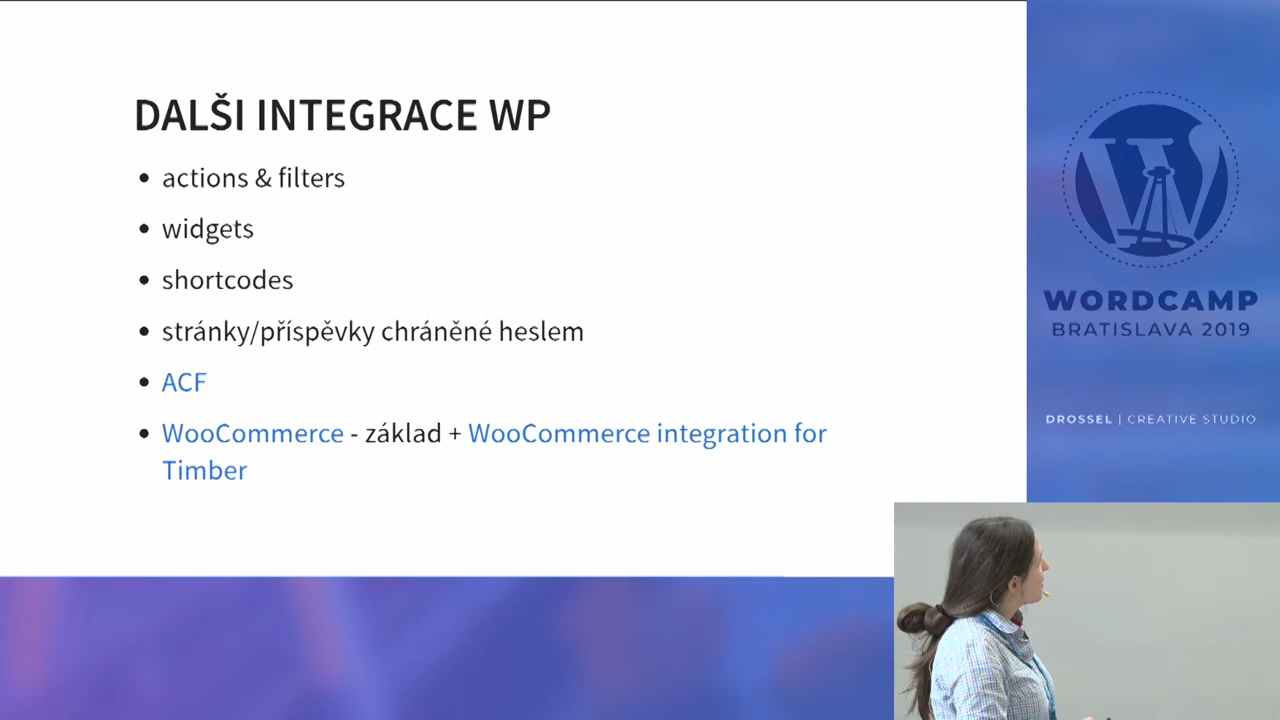 DALŠI INTEGRACE WP
actions & filters
widgets
shortcodes
stránky/příspěvky chráněné heslem
ACF
WooCommerce - základ + WooCommerce integration for
Timber
WORDCAMP
BRATISLAVA 2019
DROSSEL | CREATIVE STUDIO